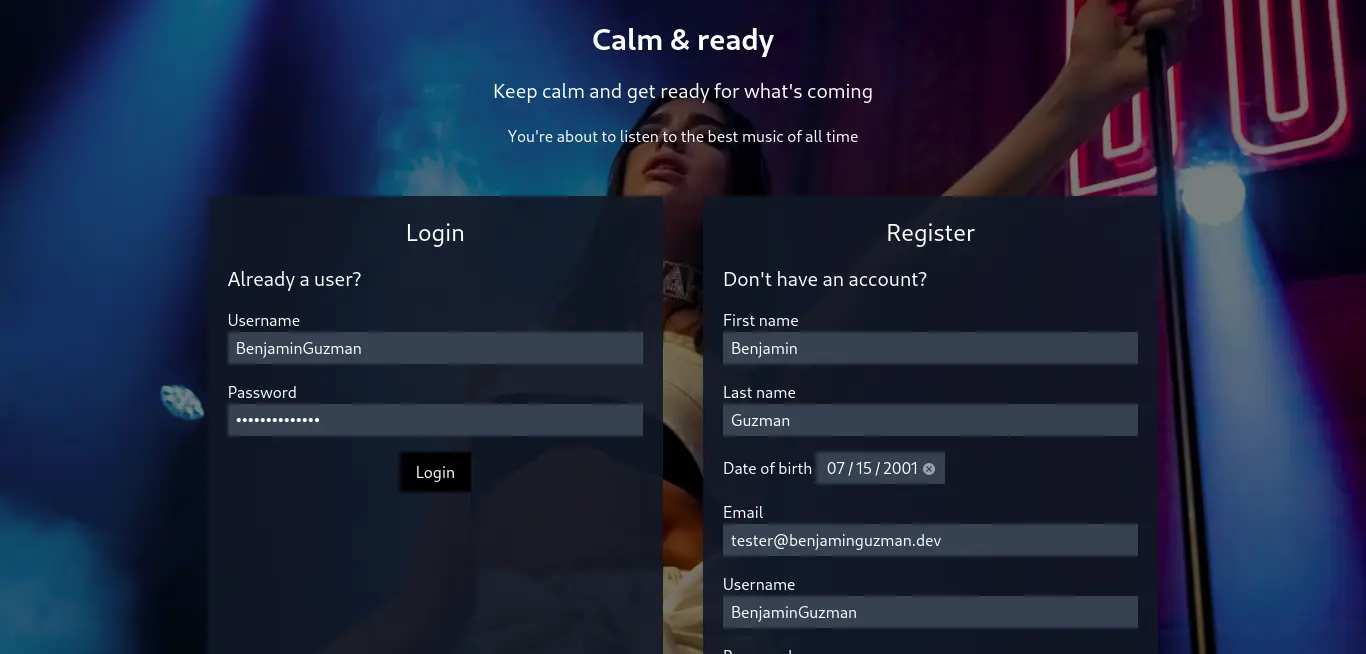 Calm & ready
Keep calm and get ready for what's coming
You're about to listen to the best music of all time
Login
Already a user?
Username
BenjaminGuzman
Password
••••••••••••••
Login
Register
Don't have an account?
First name
Benjamin
Last name
Guzman
Date of birth 07 / 15 / 2001
Email
tester@benjaminguzman.dev
Username
BenjaminGuzman